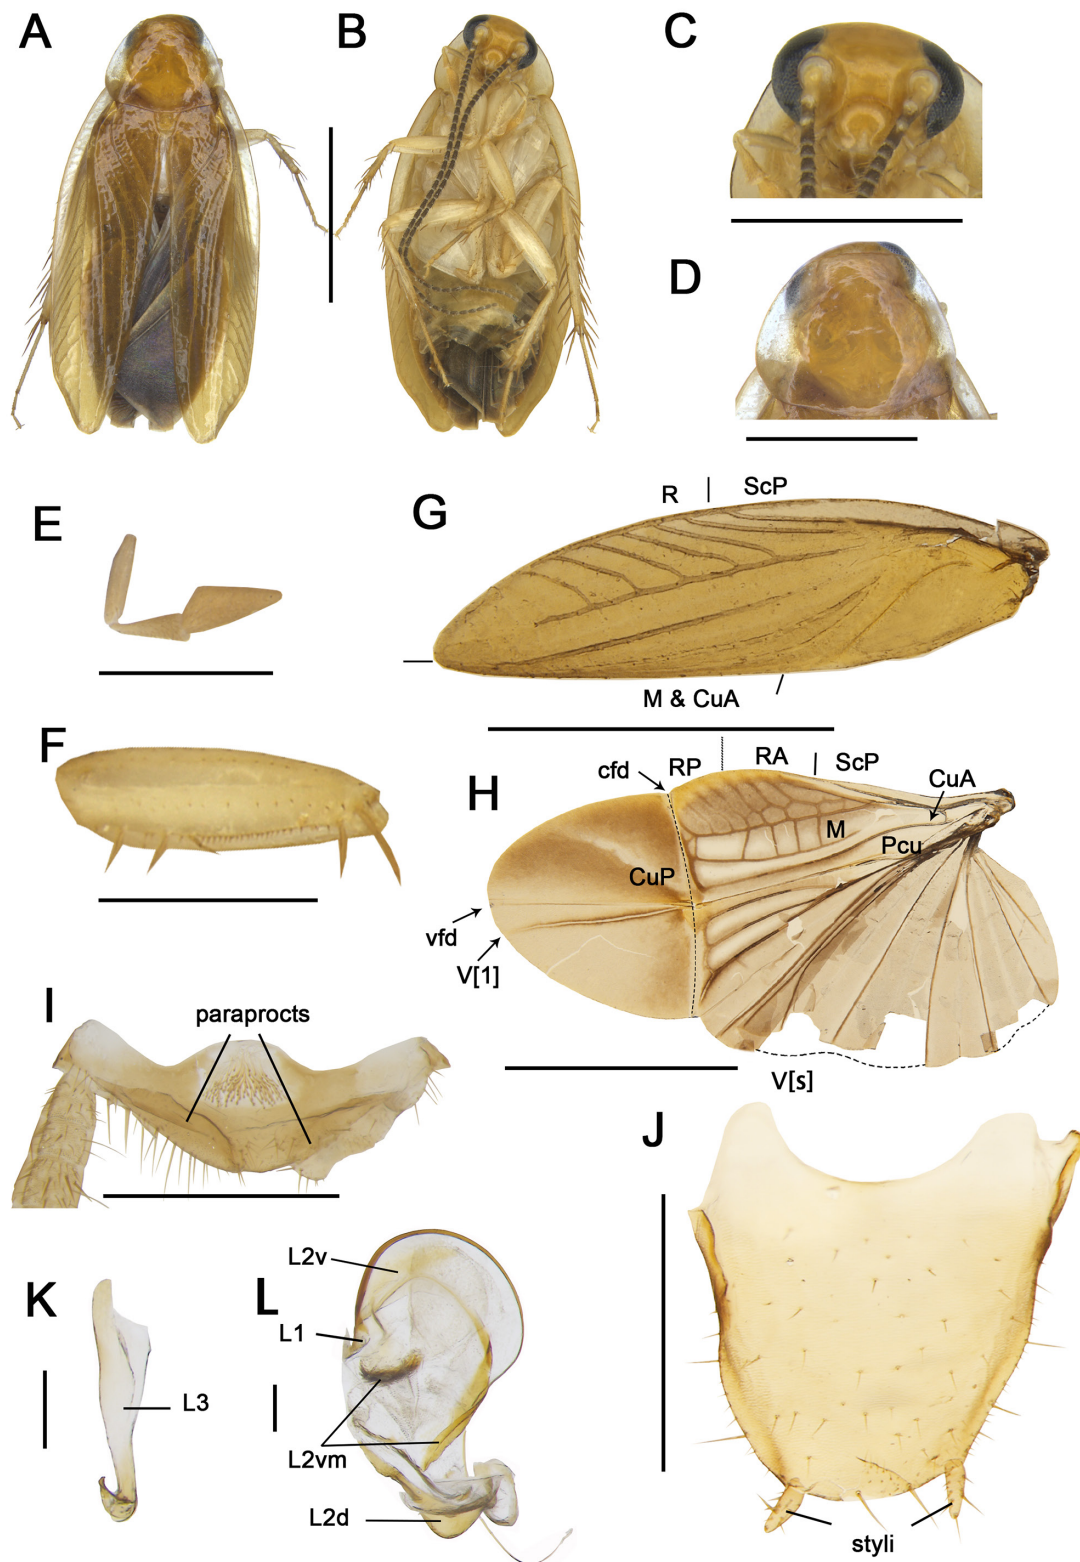 A
B
C
D
E
G
R
ScP
M & CuA
F
H
cfd
RP
RA
ScP
CuA
M
Pcu
CuP
vfd
V[1]
V[s]
I
paraprocts
J
styli
K
L3
L
L2v
L1
L2vm
L2d